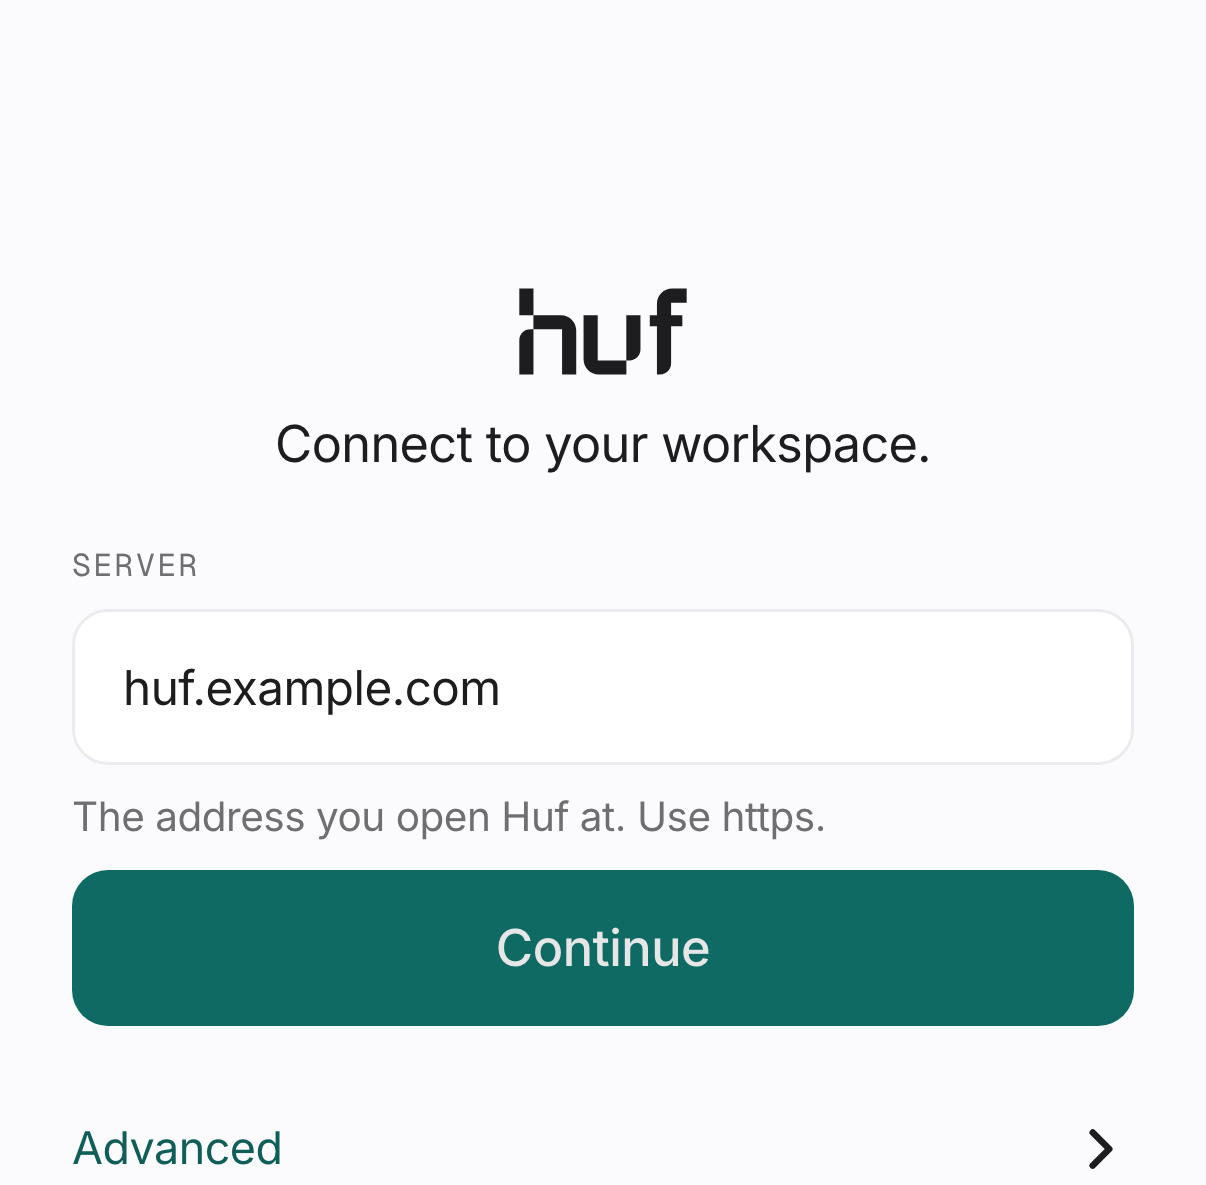 huf
Connect to your workspace.
SERVER
huf.example.com
The address you open Huf at. Use https.
Continue
Advanced